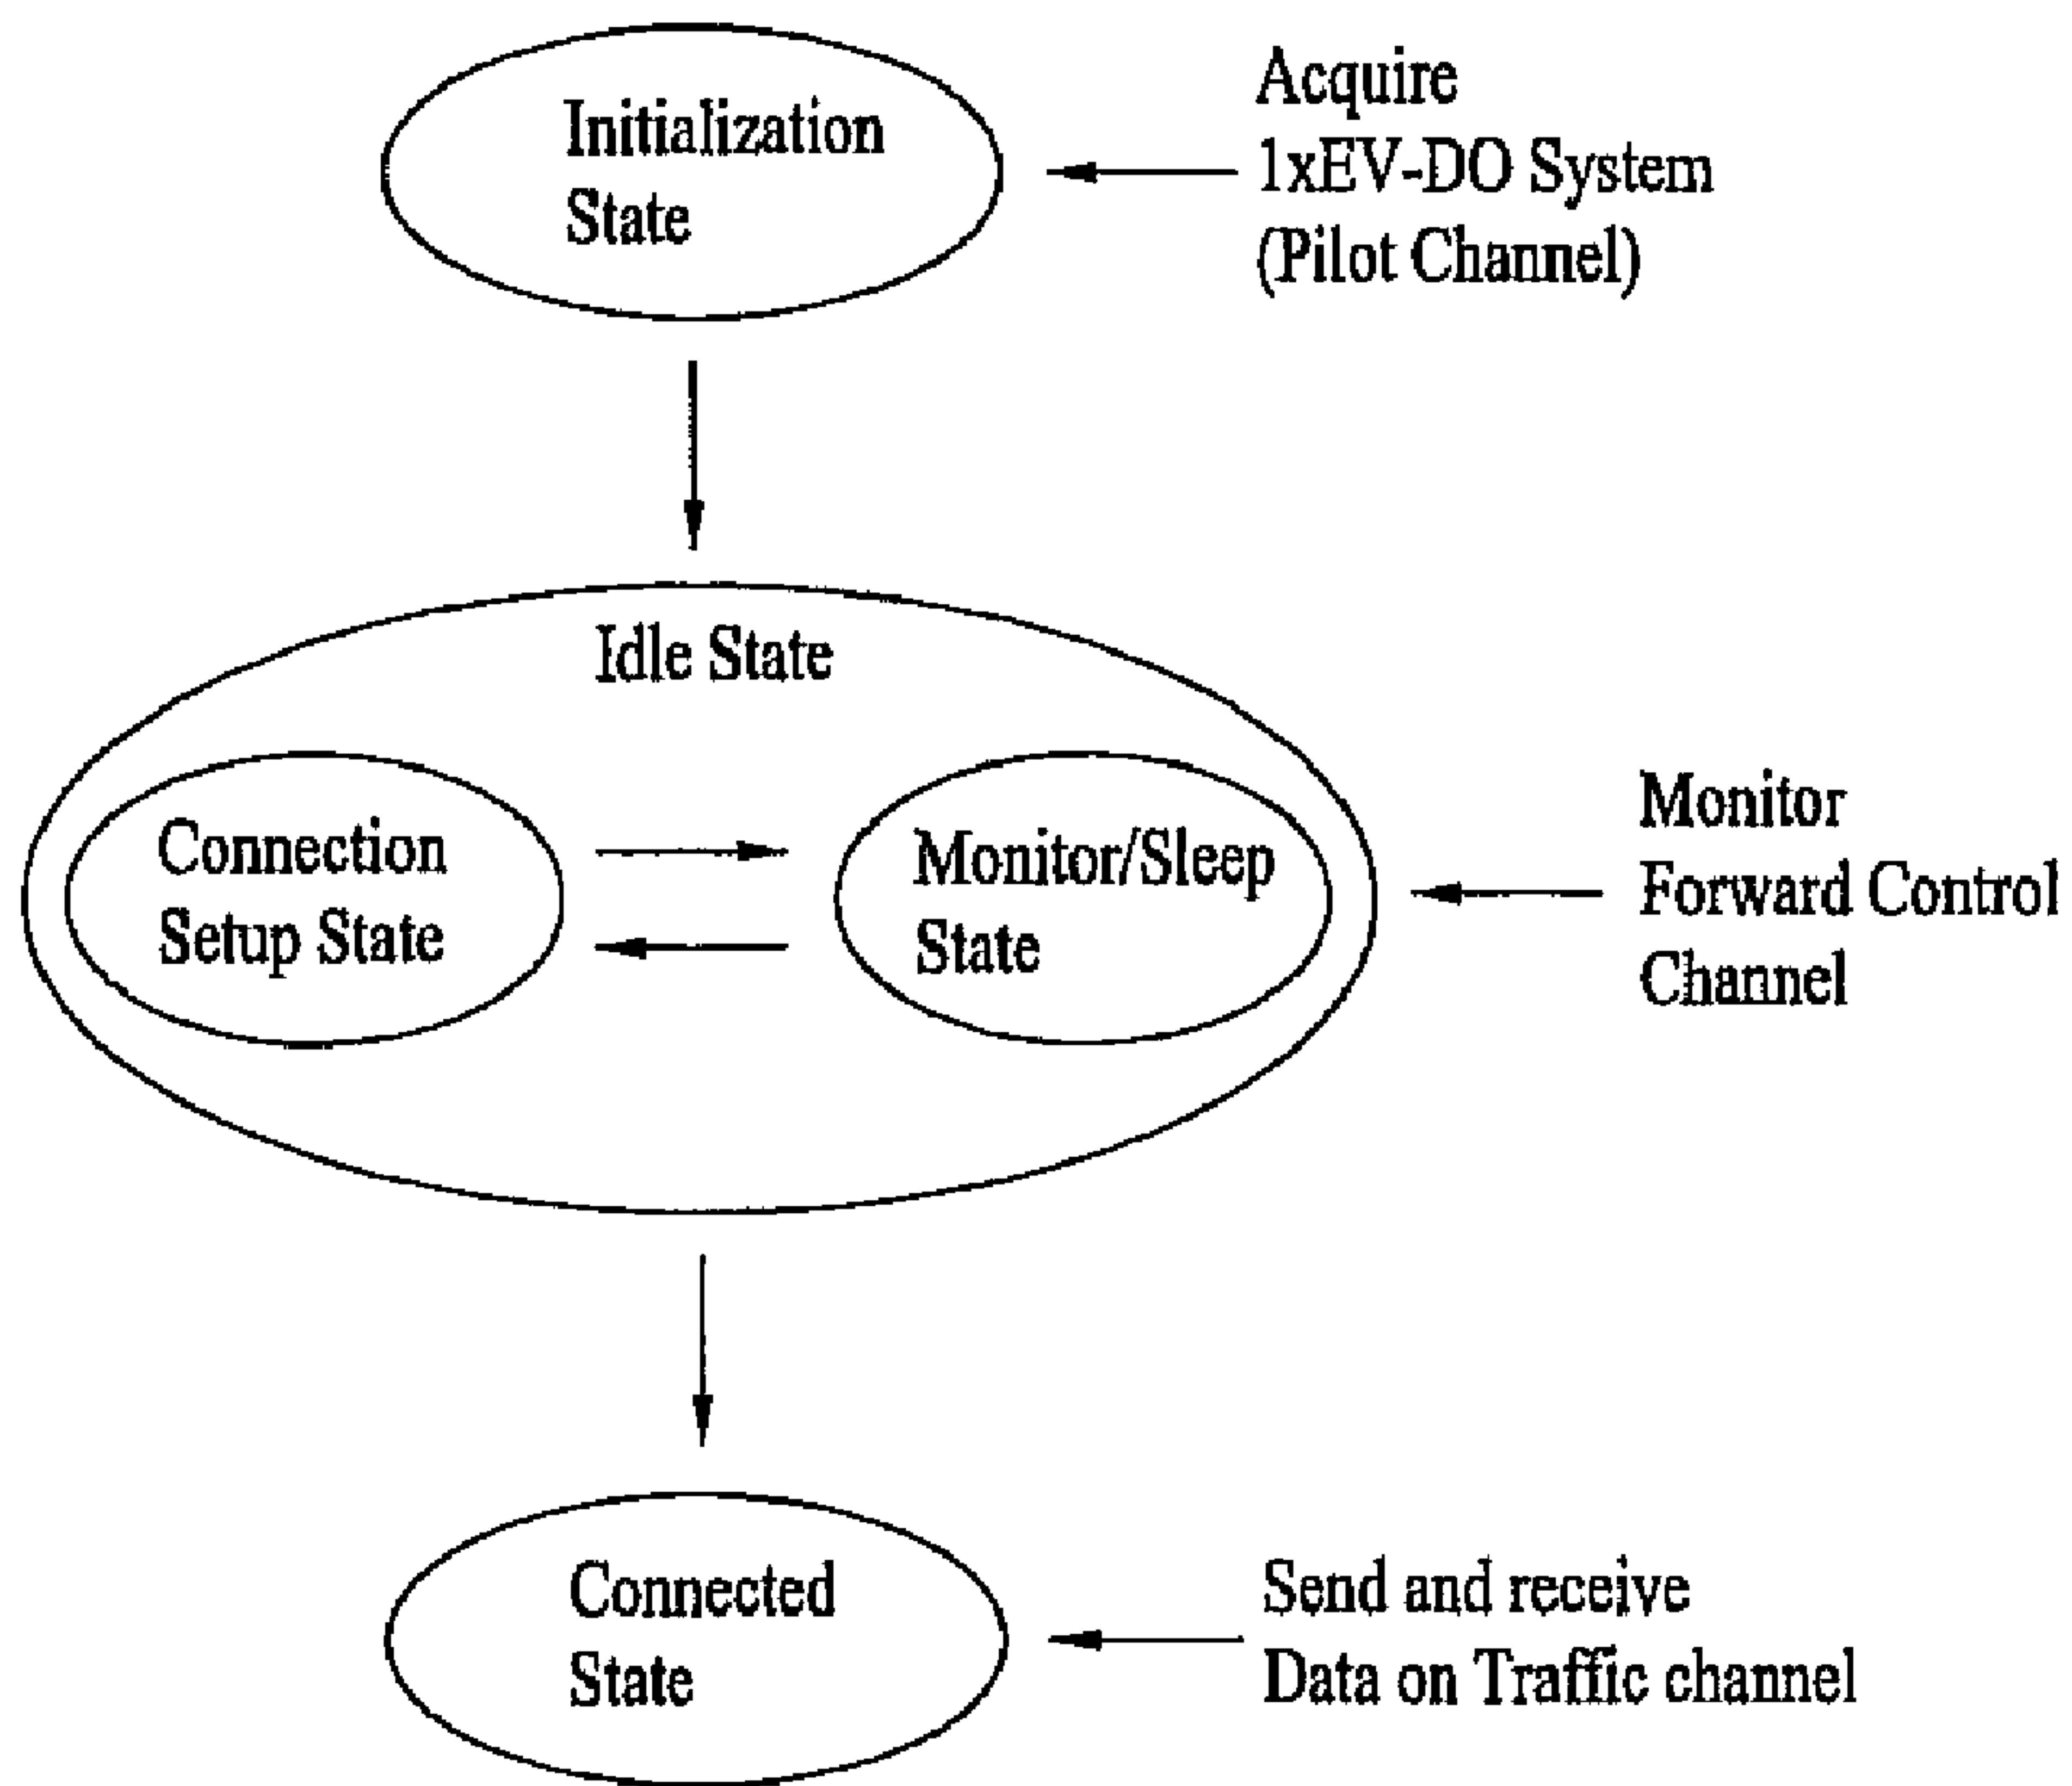 Initialization
State
Acquire
1xEV-DO System
(Pilot Channel)
Idle State
Connection
Setup State
Monitor/Sleep
State
Monitor
Forward Control
Channel
Connected
State
Send and receive
Data on Traffic channel